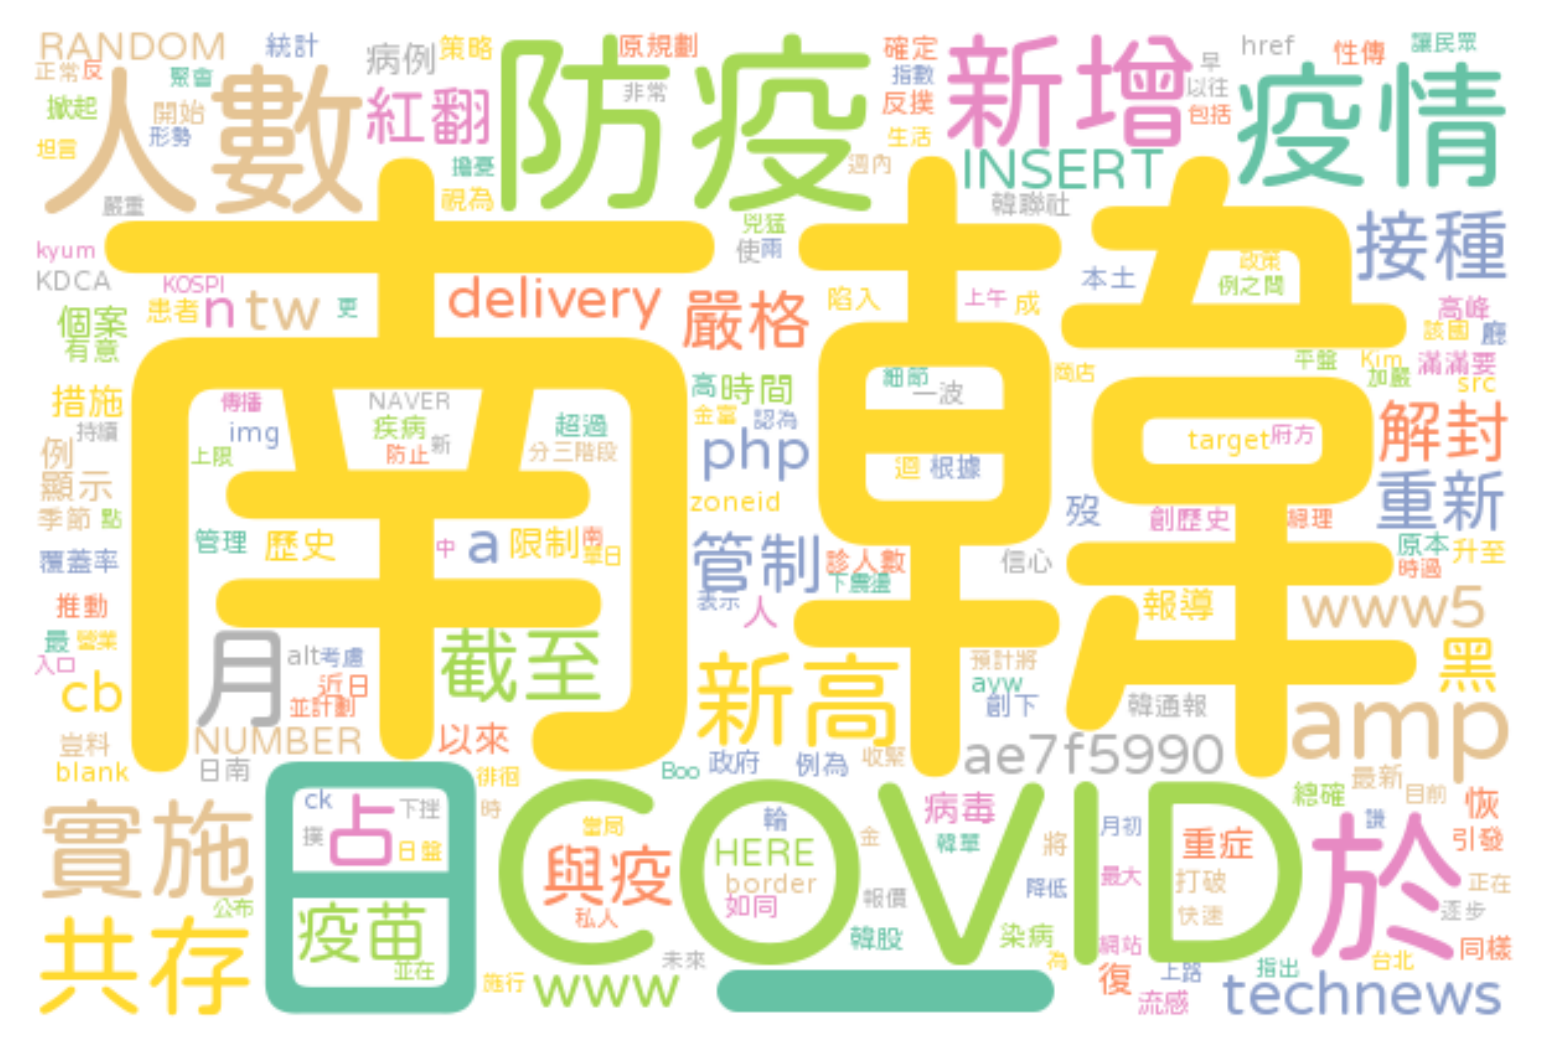 RANDOM
統計
病例
策略
原規劃
確定
href
性傳
讓民眾
正常
反
聚會
人數
紅翻
防疫
非常
指數
新增
早
疫情
掀起
開始
反撲
以往
形勢
生活
包括
坦言
擔憂
週內
INSERT
嚴重
視為
韓聯社
kyum
兇猛
使
雨
接種
KDCA
KOSPI
本土
政策
例之間
個案
患者
n
tw
更
delivery
嚴格
陷入
上午
成
高峰
有意
南韓
該國
廳
平盤
Kim
滿滿要
加嚴
src
措施
傳播
NAVER
高
時間
細節
一波
商店
持續
img
疾病
新
超過
金富
認為
解封
例
上限
防止
分三階段
php
迴
根據
target
府方
顯示
zoneid
重新
季節
點
歿
創歷史
總理
管理
歷史
中
a
限制
南
單日
管制
原本
升至
覆蓋率
診人數
信心
時過
下震盪
推動
表示
人
報導
www5
最
營業
入口
月
alt
考慮
截至
新高
預計將
黑
cb
近日
avw
並計劃
創下
韓通報
amp
豈料
NUMBER
以來
ae7f5990
blank
日南
徘徊
Boo
政府
例為
收緊
最新
日
COVID
ck
下挫
時
當局
輪
病毒
月初
總確
目前
恢
實施
占
撲
日盤
與疫
HERE
金
韓單
將
重症
於
引發
border
最大
打破
正在
公布
疫苗
私人
如同
報價
降低
快速
逐步
共存
並在
韓股
染病
網站
同樣
施行
www
未來
為
復
上路
指出
台北
流感
technews